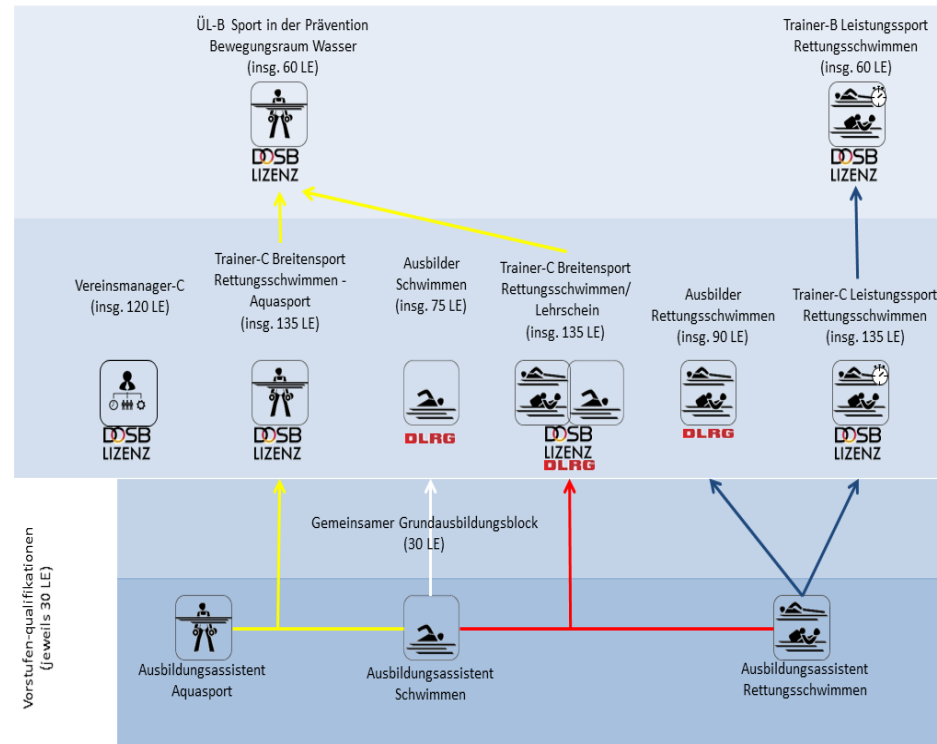 ÜL-B Sport in der Prävention
Bewegungsraum Wasser
(insg. 60 LE)
DOSB
LIZENZ
Trainer-B Leistungssport
Rettungsschwimmen
(insg. 60 LE)
DOSB
LIZENZ
Vereinsmanager-C
(insg. 120 LE)
DOSB
LIZENZ
Trainer-C Breitensport
Rettungsschwimmen -
Aquasport
(insg. 135 LE)
DOSB
LIZENZ
Ausbilder
Schwimmen
(insg. 75 LE)
DLRG
Trainer-C Breitensport
Rettungsschwimmen/
Lehrschein
(insg. 135 LE)
DOSB
LIZENZ
DLRG
Ausbilder
Rettungsschwimmen
(insg. 90 LE)
DLRG
Trainer-C Leistungssport
Rettungsschwimmen
(insg. 135 LE)
DOSB
LIZENZ
Gemeinsamer Grundausbildungsblock
(30 LE)
Vorstufen-qualifikationen
(jeweils 30 LE)
Ausbildungsassistent
Aquasport
Ausbildungsassistent
Schwimmen
Ausbildungsassistent
Rettungsschwimmen